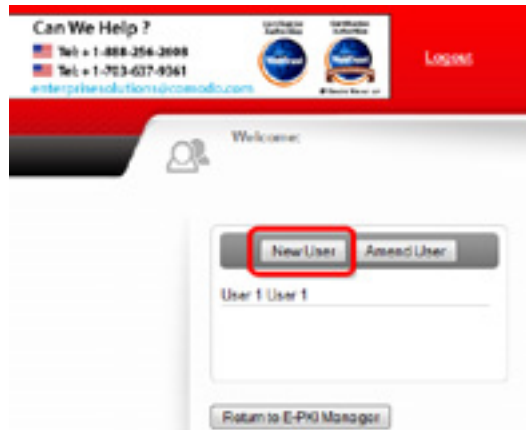 Can We Help ?
Tel: + 1-888-256-2608
Tel: + 1-703-637-9361
enterprisesolutions@comodo.com
Logout
Welcome:
New User
Amend User
User 1 User 1
Return to E-PKI Manager